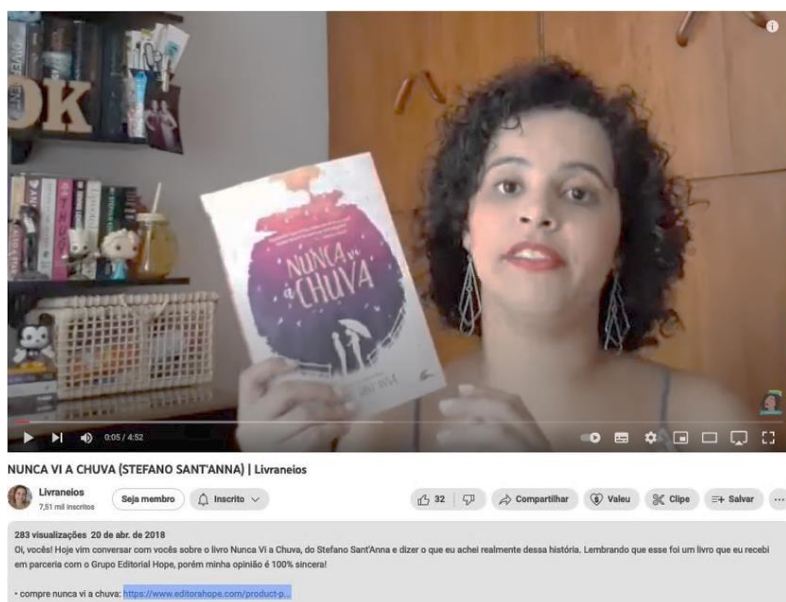 OK
THUG
NUNCA vi
a CHUVA
0:05 / 4:52
NUNCA VI A CHUVA (STEFANO SANT'ANNA) | Livraneios
Livraneios
7,51 mil inscritos
Seja membro
Inscrito
32
Compartilhar
Valeu
Clipe
Salvar
283 visualizações 20 de abr. de 2018
Oi, vocês! Hoje vim conversar com vocês sobre o livro Nunca Vi a Chuva, do Stefano Sant'Anna e dizer o que eu achei realmente dessa história. Lembrando que esse foi um livro que eu recebi
em parceria com o Grupo Editorial Hope, porém minha opinião é 100% sincera!
• compre nunca vi a chuva: https://www.editorahope.com/product-p...